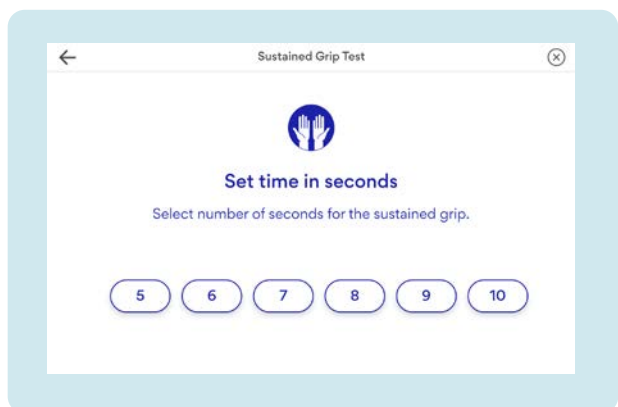 Sustained Grip Test
Set time in seconds
Select number of seconds for the sustained grip.
5 6 7 8 9 10